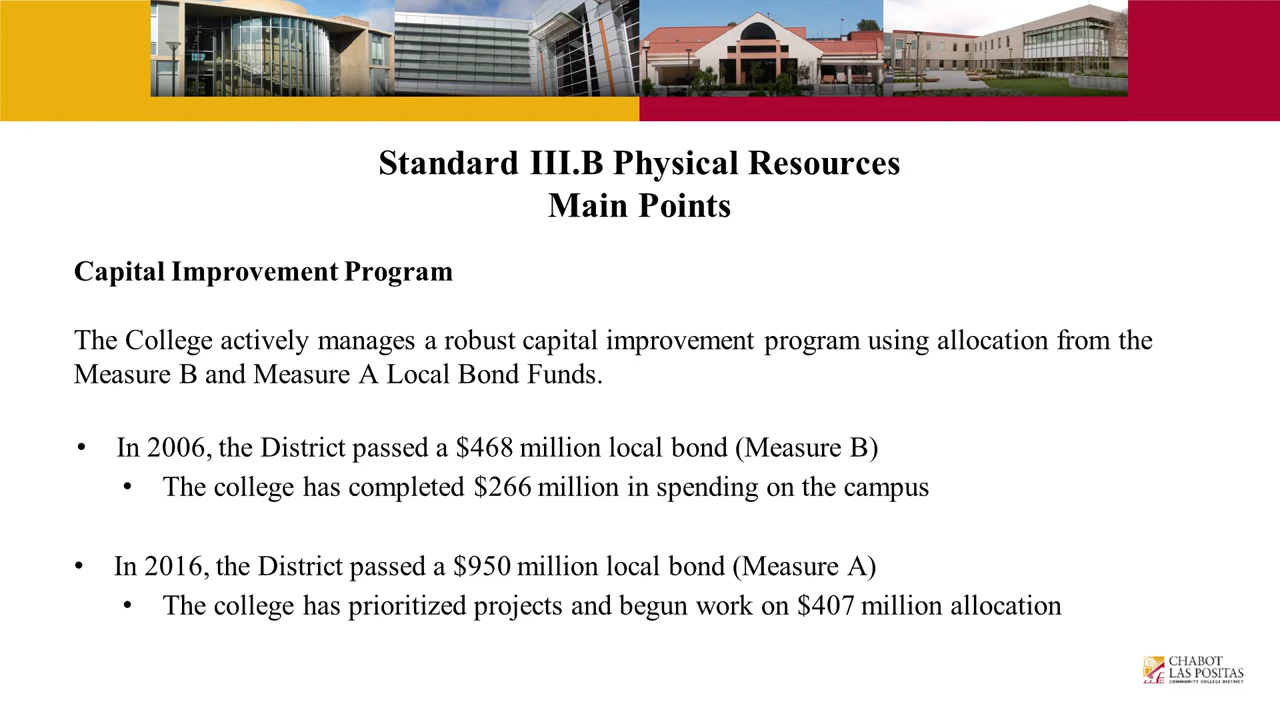 Standard III.B Physical Resources
Main Points
Capital Improvement Program
The College actively manages a robust capital improvement program using allocation from the
Measure B and Measure A Local Bond Funds.
• In 2006, the District passed a $468 million local bond (Measure B)
• The college has completed $266 million in spending on the campus
• In 2016, the District passed a $950 million local bond (Measure A)
• The college has prioritized projects and begun work on $407 million allocation
CHABOT
LAS POSITAS
COMMUNITY COLLEGE DISTRICT